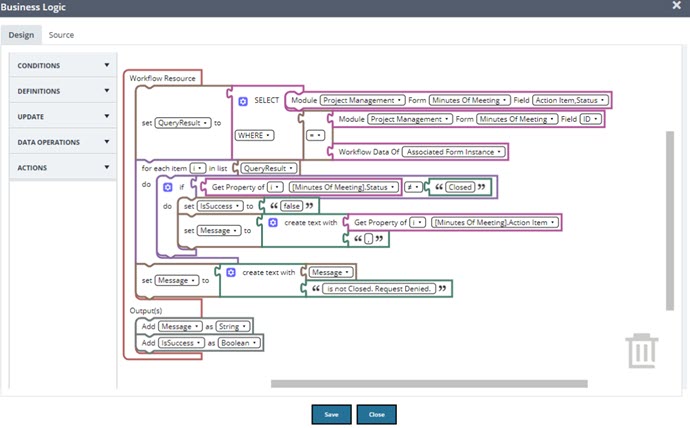 Business Logic
Design Source
CONDITIONS
DEFINITIONS
UPDATE
DATA OPERATIONS
ACTIONS
Workflow Resource
set QueryResult to
SELECT Module Project Management Form Minutes Of Meeting Field Action Item,Status
WHERE = Module Project Management Form Minutes Of Meeting Field ID
Workflow Data Of Associated Form Instance
for each item i in list QueryResult
do if Get Property of i [Minutes Of Meeting].Status ≠ “ Closed ”
do set IsSuccess to “ false ”
set Message to create text with Get Property of i [Minutes Of Meeting].Action Item
“ , ”
set Message to create text with Message
“ is not Closed. Request Denied. ”
Output(s)
Add Message as String
Add IsSuccess as Boolean
Save Close